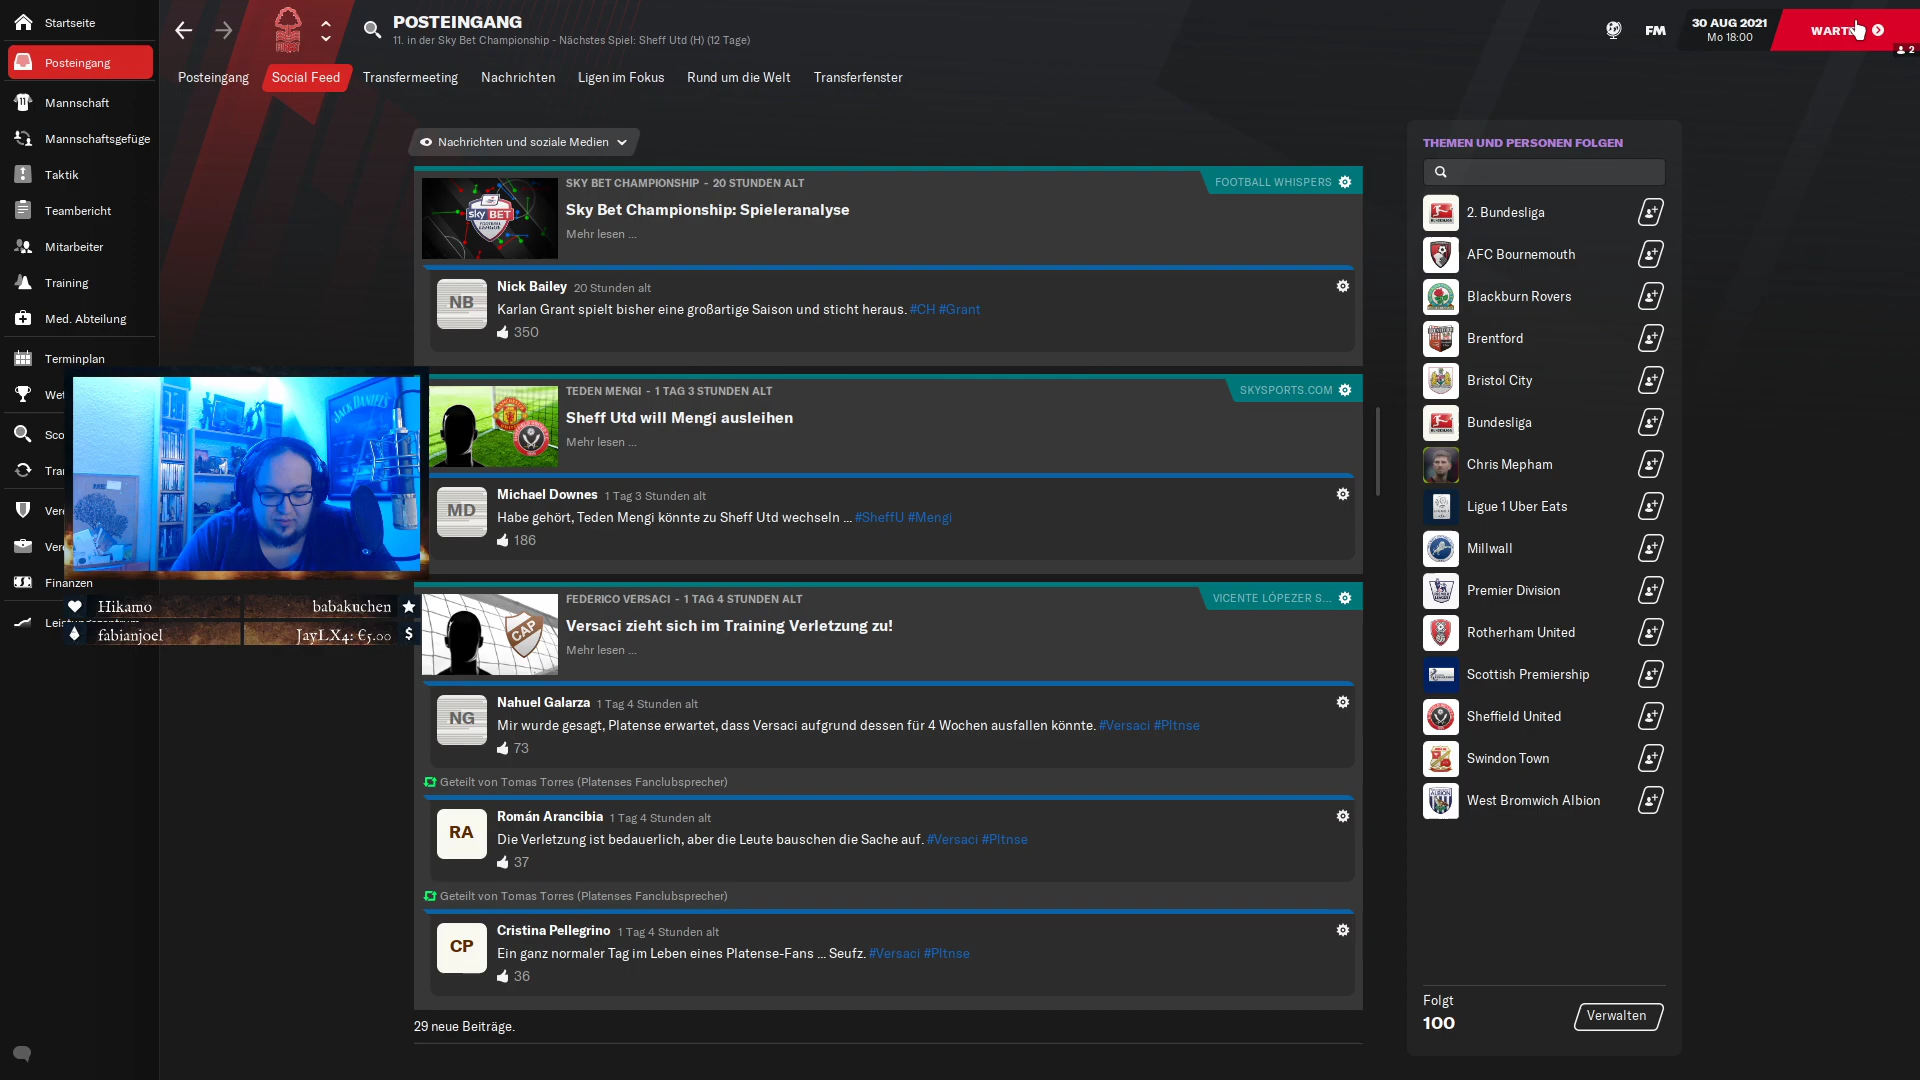 Startseite
Posteingang
Mannschaft
Mannschaftsgefüge
Taktik
Teambericht
Mitarbeiter
Training
Med. Abteilung
Terminplan
Finanzen
POSTEINGANG
11. in der Sky Bet Championship - Nächstes Spiel: Sheff Utd (H) (12 Tage)
FM
30 AUG 2021
Mo 18:00
2
Posteingang
Social Feed
Transfermeeting
Nachrichten
Ligen im Fokus
Rund um die Welt
Transferfenster
Nachrichten und soziale Medien
SKY BET CHAMPIONSHIP - 20 STUNDEN ALT
FOOTBALL WHISPERS
sky BET
Sky Bet Championship: Spieleranalyse
Mehr lesen ...
NB
Nick Bailey 20 Stunden alt
Karlan Grant spielt bisher eine großartige Saison und sticht heraus. #CH #Grant
350
TEDEN MENGI - 1 TAG 3 STUNDEN ALT
SKYSPORTS.COM
Sheff Utd will Mengi ausleihen
Mehr lesen ...
MD
Michael Downes 1 Tag 3 Stunden alt
Habe gehört, Teden Mengi könnte zu Sheff Utd wechseln ... #SheffU #Mengi
186
FEDERICO VERSACI - 1 TAG 4 STUNDEN ALT
VICENTE LÓPEZER S...
CAP
Versaci zieht sich im Training Verletzung zu!
Mehr lesen ...
NG
Nahuel Galarza 1 Tag 4 Stunden alt
Mir wurde gesagt, Platense erwartet, dass Versaci aufgrund dessen für 4 Wochen ausfallen könnte. #Versaci #Pltnse
73
Geteilt von Tomas Torres (Platenses Fanclubsprecher)
RA
Román Arancibia 1 Tag 4 Stunden alt
Die Verletzung ist bedauerlich, aber die Leute bauschen die Sache auf. #Versaci #Pltnse
37
Geteilt von Tomas Torres (Platenses Fanclubsprecher)
CP
Cristina Pellegrino 1 Tag 4 Stunden alt
Ein ganz normaler Tag im Leben eines Platense-Fans ... Seufz. #Versaci #Pltnse
36
29 neue Beiträge.
JACK DANIEL'S
Hikamo
babakuchen
fabianjoel
JayLX4: €5.00
THEMEN UND PERSONEN FOLGEN
2. Bundesliga
AFC Bournemouth
Blackburn Rovers
Brentford
Bristol City
Bundesliga
Chris Mepham
Ligue 1 Uber Eats
Millwall
Premier Division
Rotherham United
Scottish Premiership
Sheffield United
Swindon Town
West Bromwich Albion
Folgt
100
Verwalten